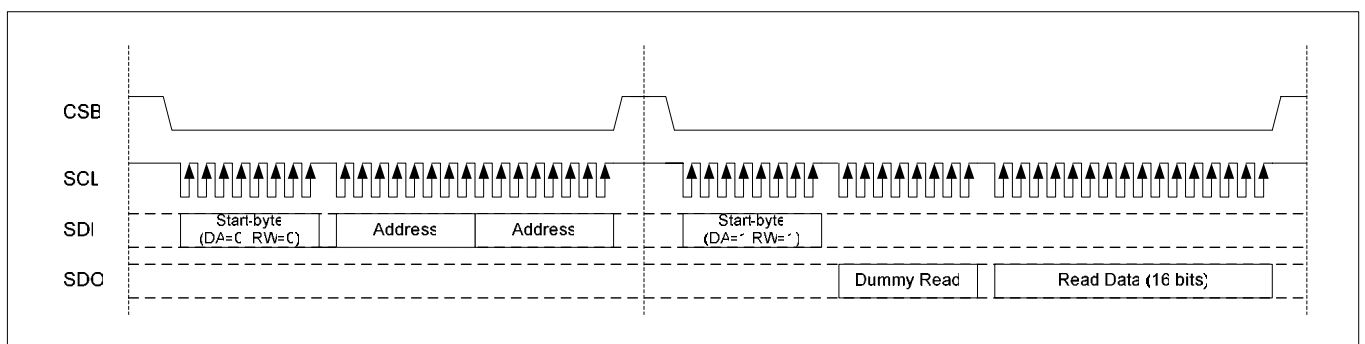 CSB
SCL
SDI
Start-byte
(DA=0 RW=0)
Address
Address
Start-byte
(DA=1 RW=1)
SDO
Dummy Read
Read Data (16 bits)